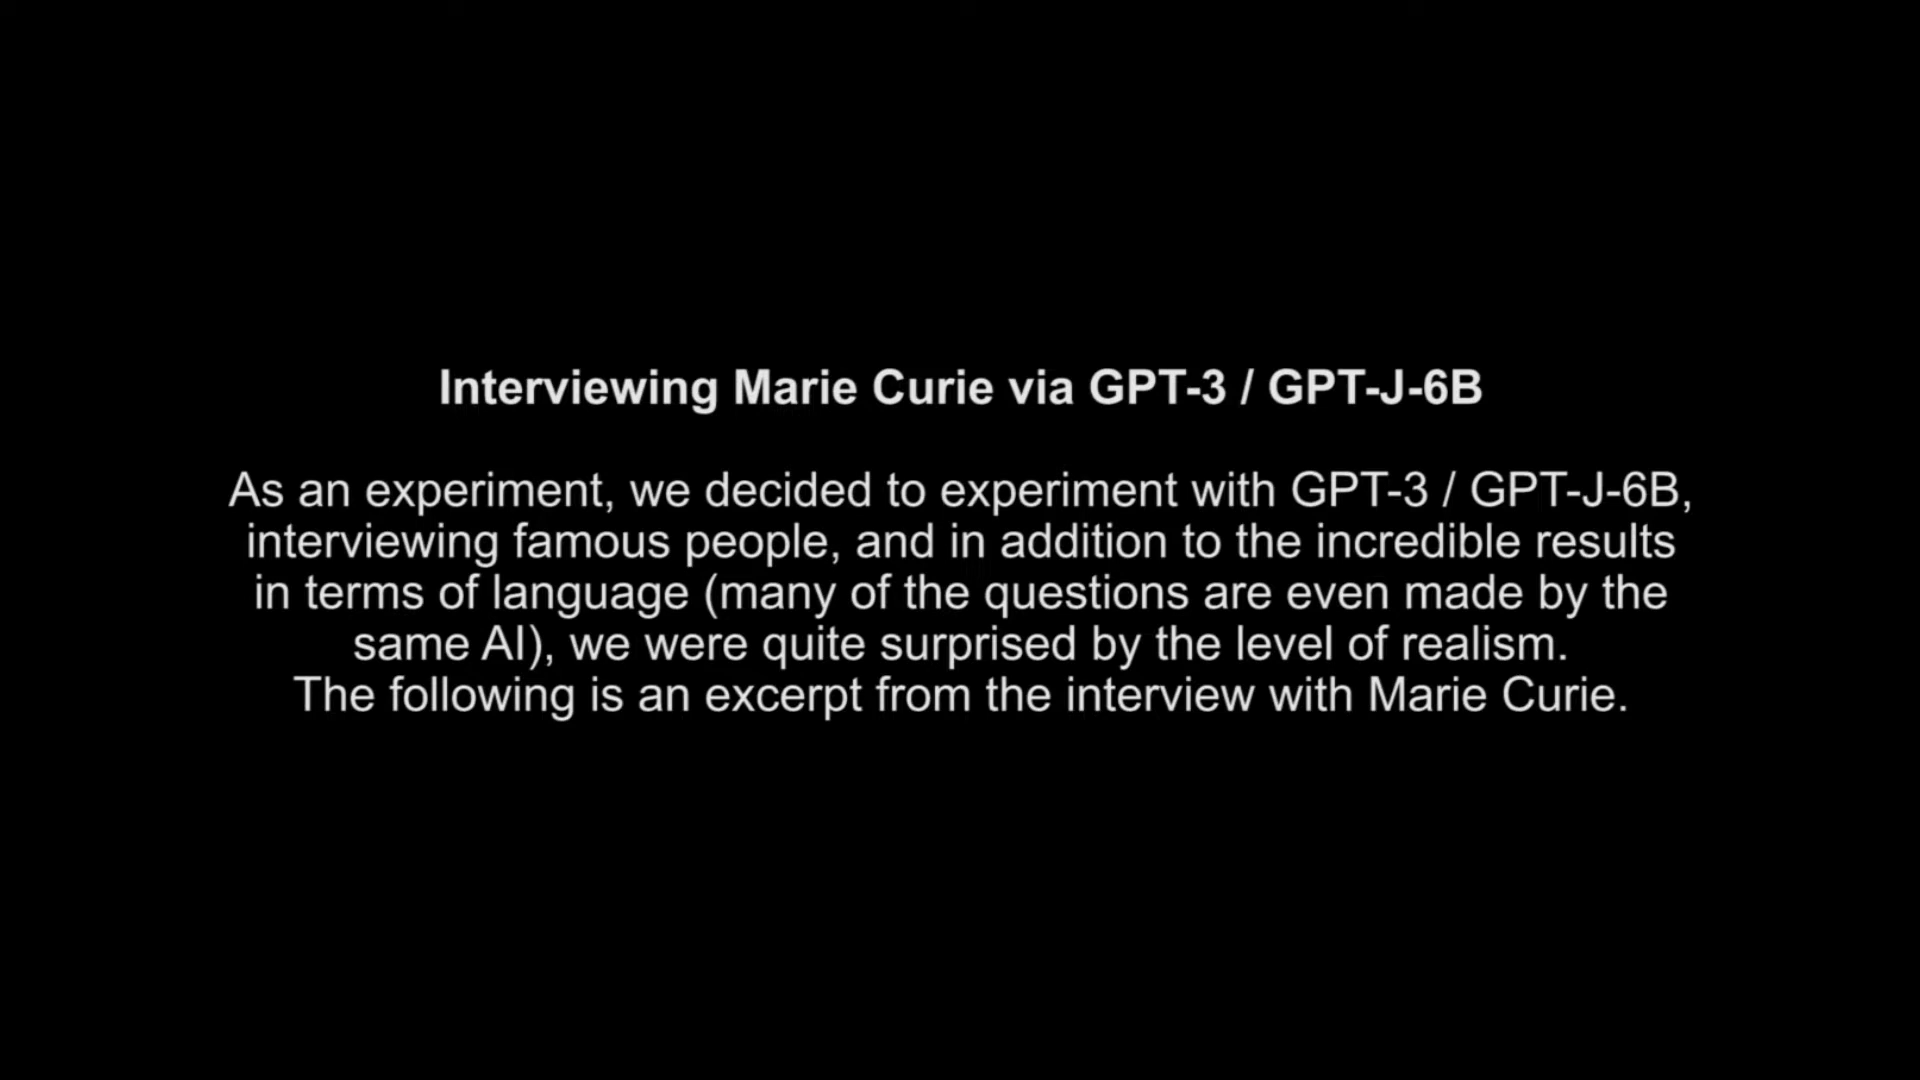 Interviewing Marie Curie via GPT-3 / GPT-J-6B
As an experiment, we decided to experiment with GPT-3 / GPT-J-6B,
interviewing famous people, and in addition to the incredible results
in terms of language (many of the questions are even made by the
same AI), we were quite surprised by the level of realism.
The following is an excerpt from the interview with Marie Curie.